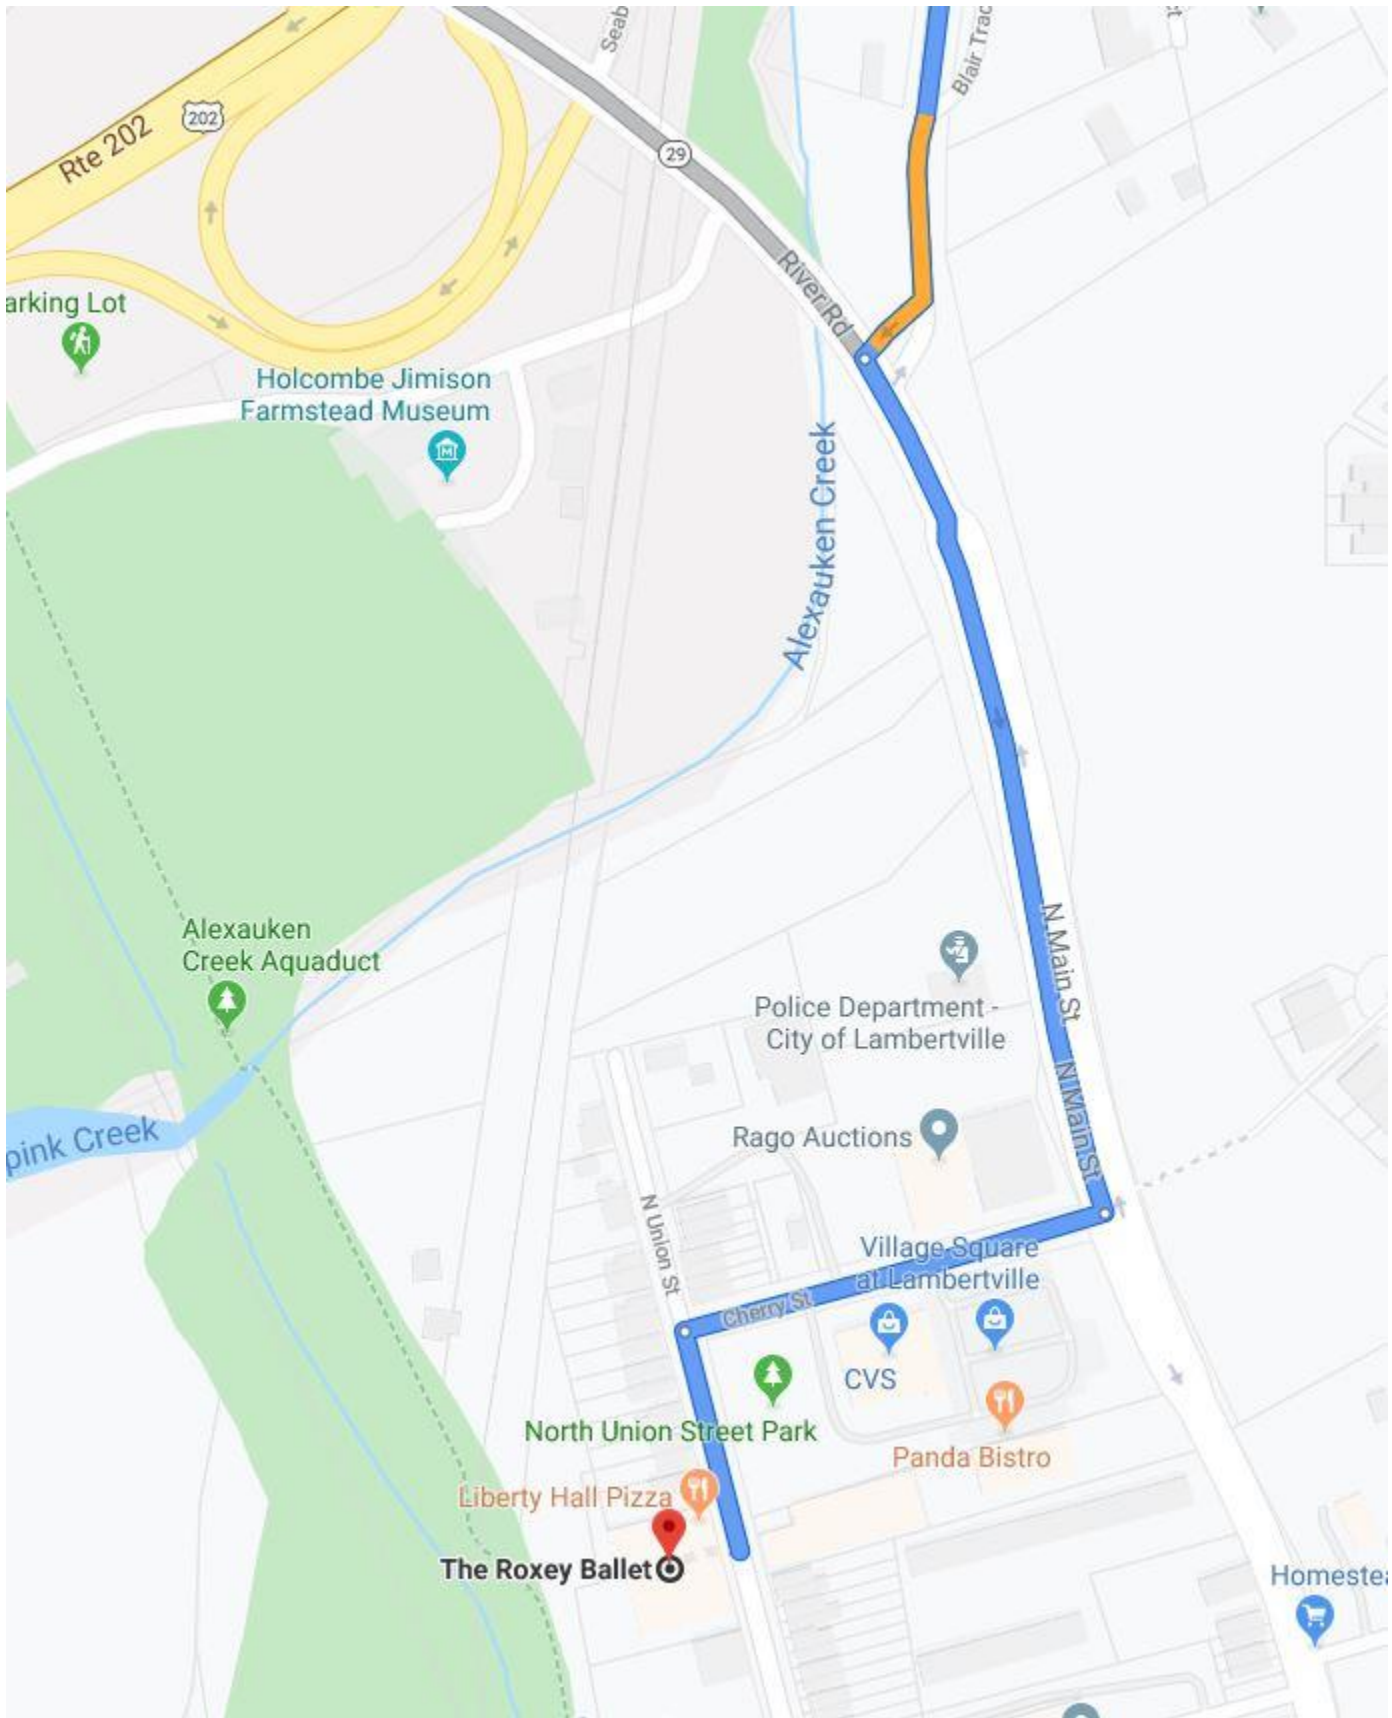 Seab
Blair Trac
202
Rte 202
29
River Rd
arking Lot
Holcombe Jimison
Farmstead Museum
Alexauken Creek
Alexauken
Creek Aquaduct
N Main St
Police Department -
City of Lambertville
N Main St
pink Creek
Rago Auctions
N Union St
Village Square
at Lambertville
Cherry St
CVS
North Union Street Park
Panda Bistro
Liberty Hall Pizza
The Roxey Ballet
Homestea